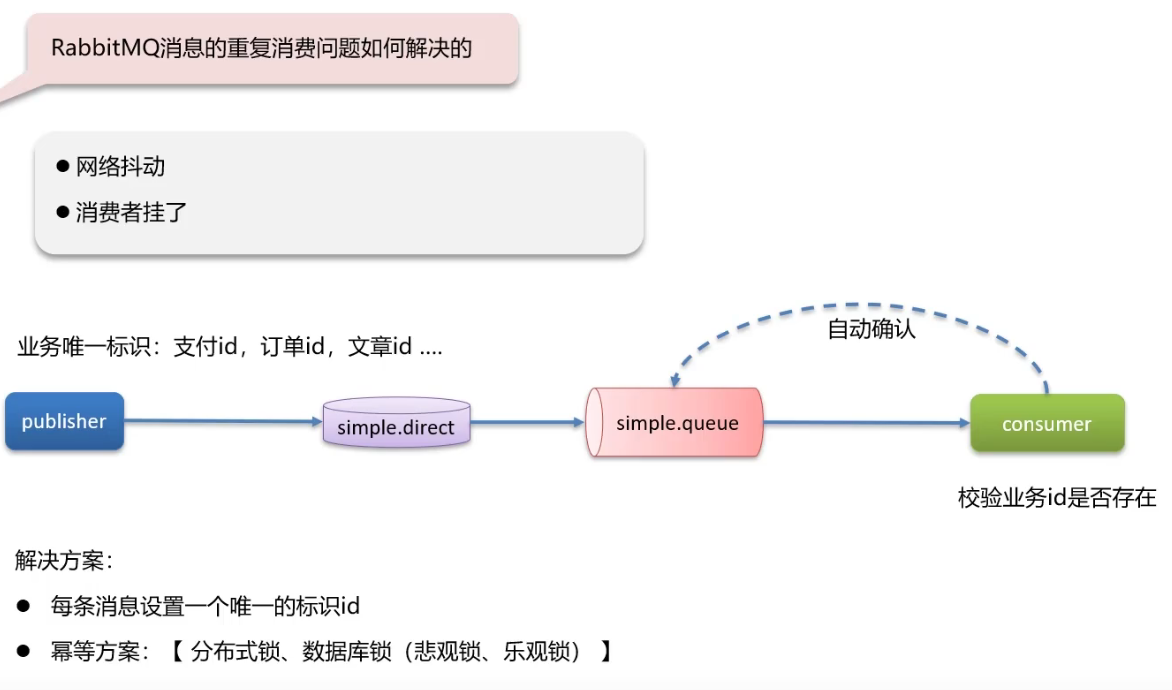 RabbitMQ消息的重复消费问题如何解决的
● 网络抖动
● 消费者挂了
自动确认
业务唯一标识：支付id，订单id，文章id ....
publisher
simple.direct
simple.queue
consumer
校验业务id是否存在
解决方案：
● 每条消息设置一个唯一的标识id
● 幂等方案：【 分布式锁、数据库锁（悲观锁、乐观锁） 】